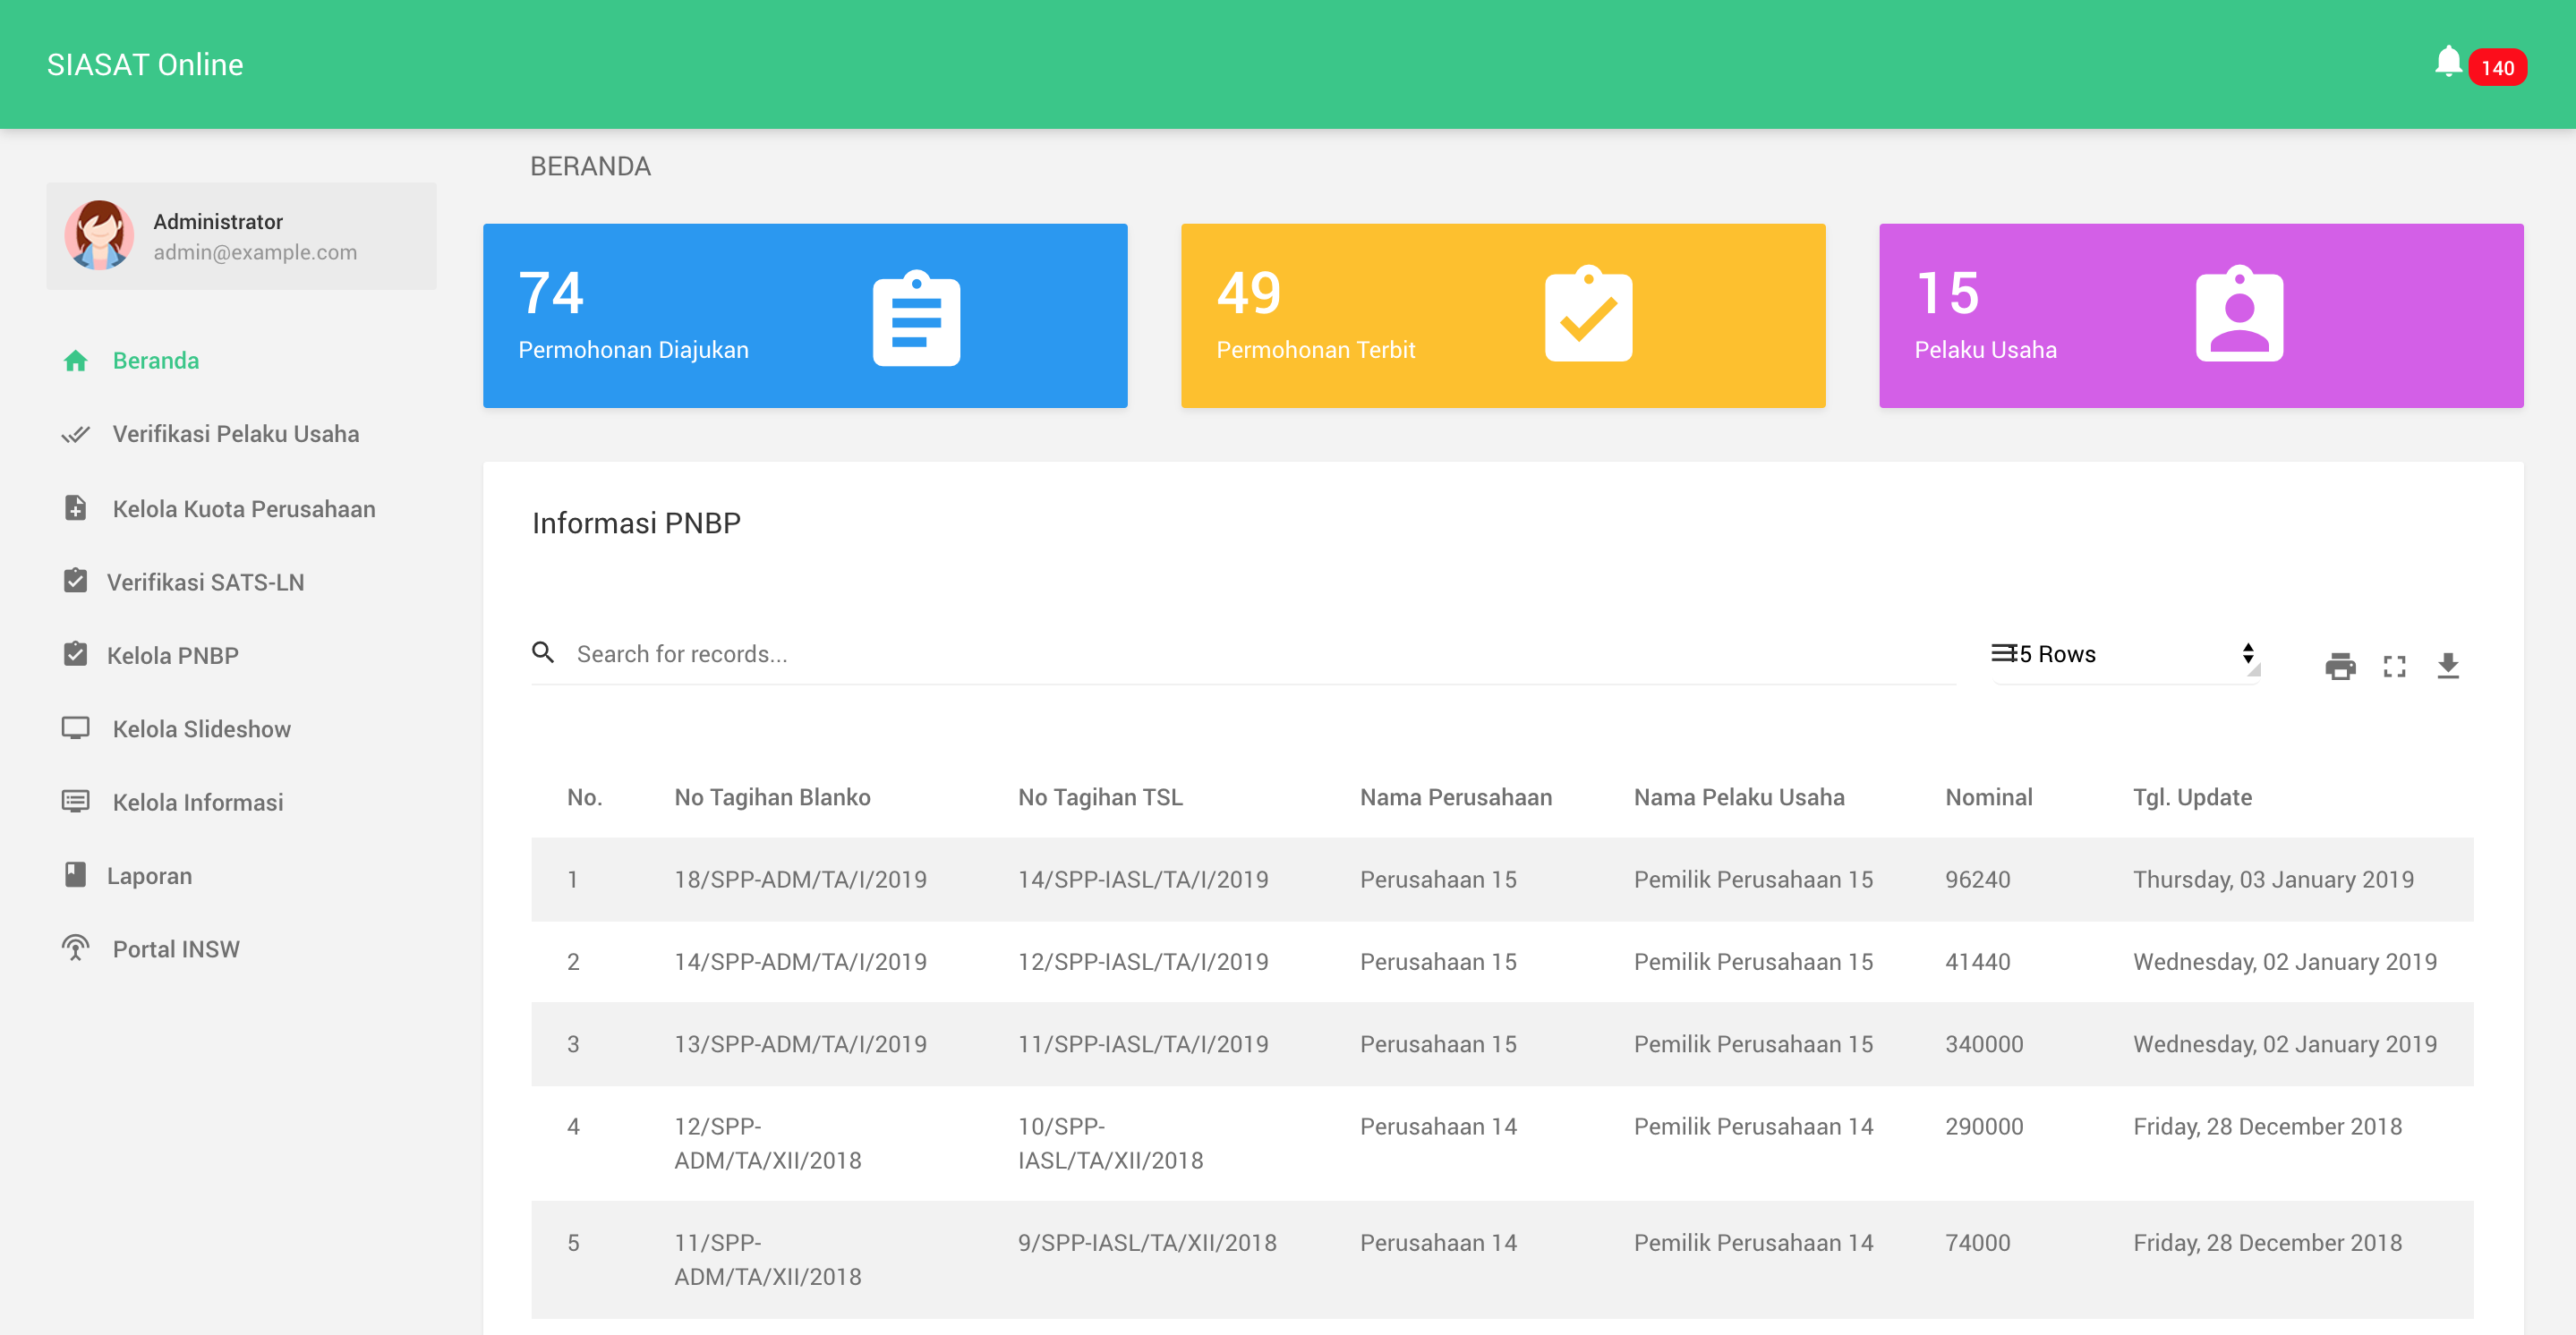 SIASAT Online
140
BERANDA
Administrator
admin@example.com
74
Permohonan Diajukan
49
Permohonan Terbit
15
Pelaku Usaha
Beranda
Verifikasi Pelaku Usaha
Kelola Kuota Perusahaan
Verifikasi SATS-LN
Kelola PNBP
Kelola Slideshow
Kelola Informasi
Laporan
Portal INSW
Informasi PNBP
Search for records...
15 Rows
No. No Tagihan Blanko No Tagihan TSL Nama Perusahaan Nama Pelaku Usaha Nominal Tgl. Update
1 18/SPP-ADM/TA/I/2019 14/SPP-IASL/TA/I/2019 Perusahaan 15 Pemilik Perusahaan 15 96240 Thursday, 03 January 2019
2 14/SPP-ADM/TA/I/2019 12/SPP-IASL/TA/I/2019 Perusahaan 15 Pemilik Perusahaan 15 41440 Wednesday, 02 January 2019
3 13/SPP-ADM/TA/I/2019 11/SPP-IASL/TA/I/2019 Perusahaan 15 Pemilik Perusahaan 15 340000 Wednesday, 02 January 2019
4 12/SPP- 10/SPP- Perusahaan 14 Pemilik Perusahaan 14 290000 Friday, 28 December 2018
ADM/TA/XII/2018 IASL/TA/XII/2018
5 11/SPP- 9/SPP-IASL/TA/XII/2018 Perusahaan 14 Pemilik Perusahaan 14 74000 Friday, 28 December 2018
ADM/TA/XII/2018